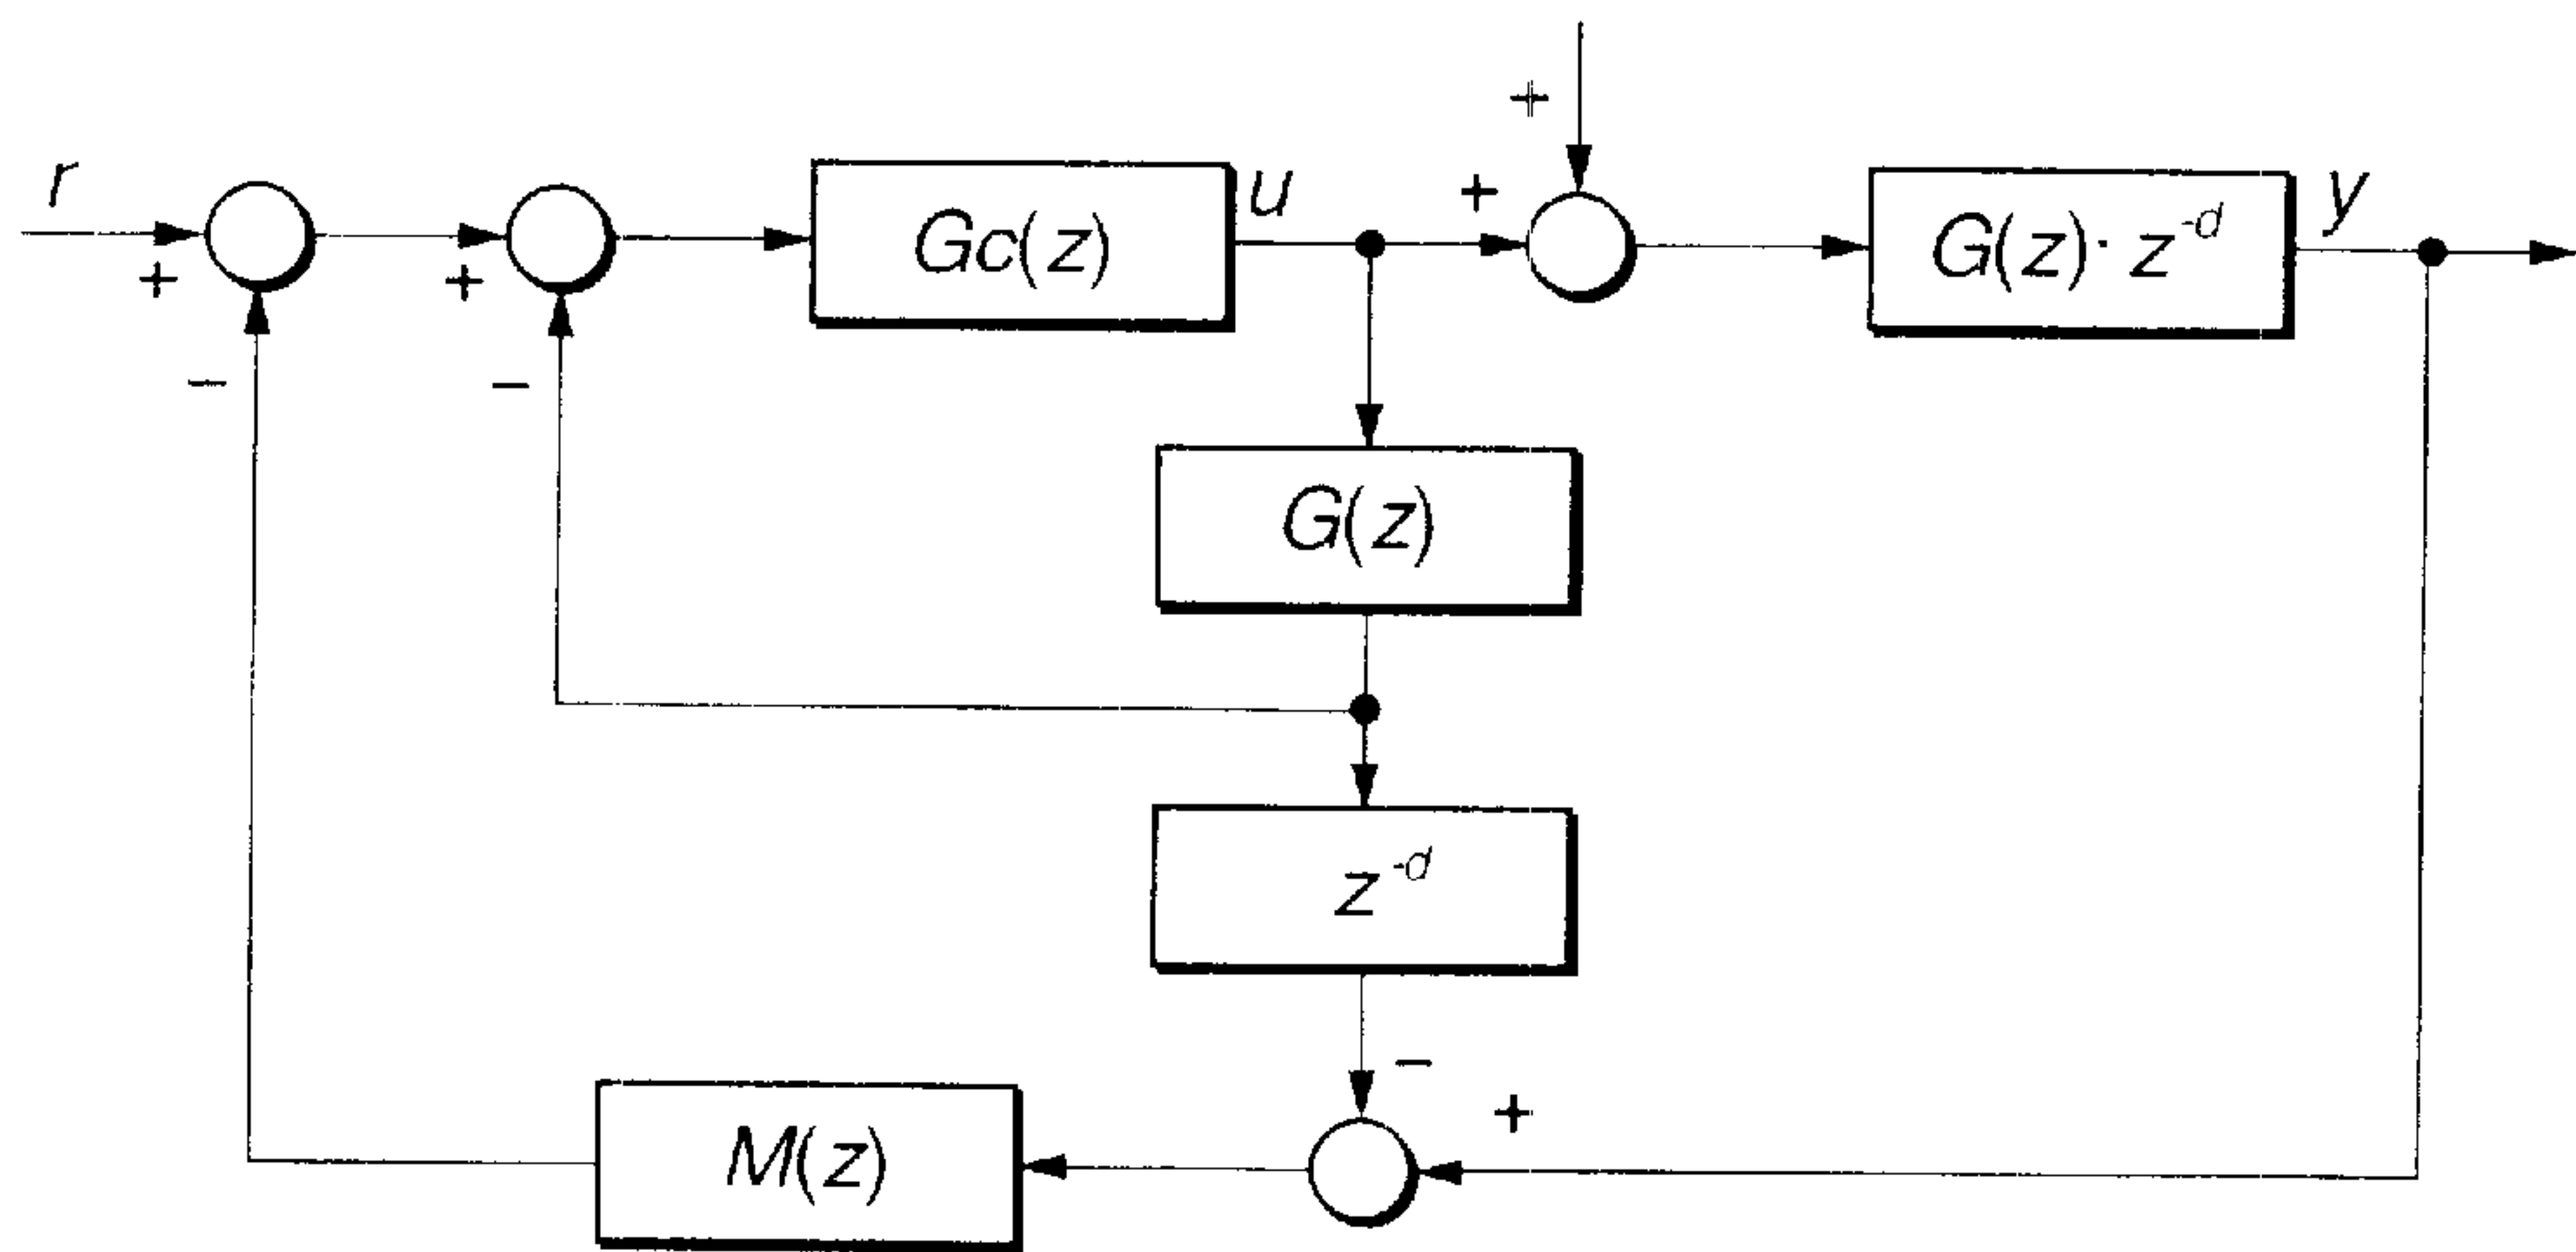 r
+
+
Gc(z)
u
+
+
G(z) · z^-d
y
−
−
G(z)
z^-d
−
+
M(z)